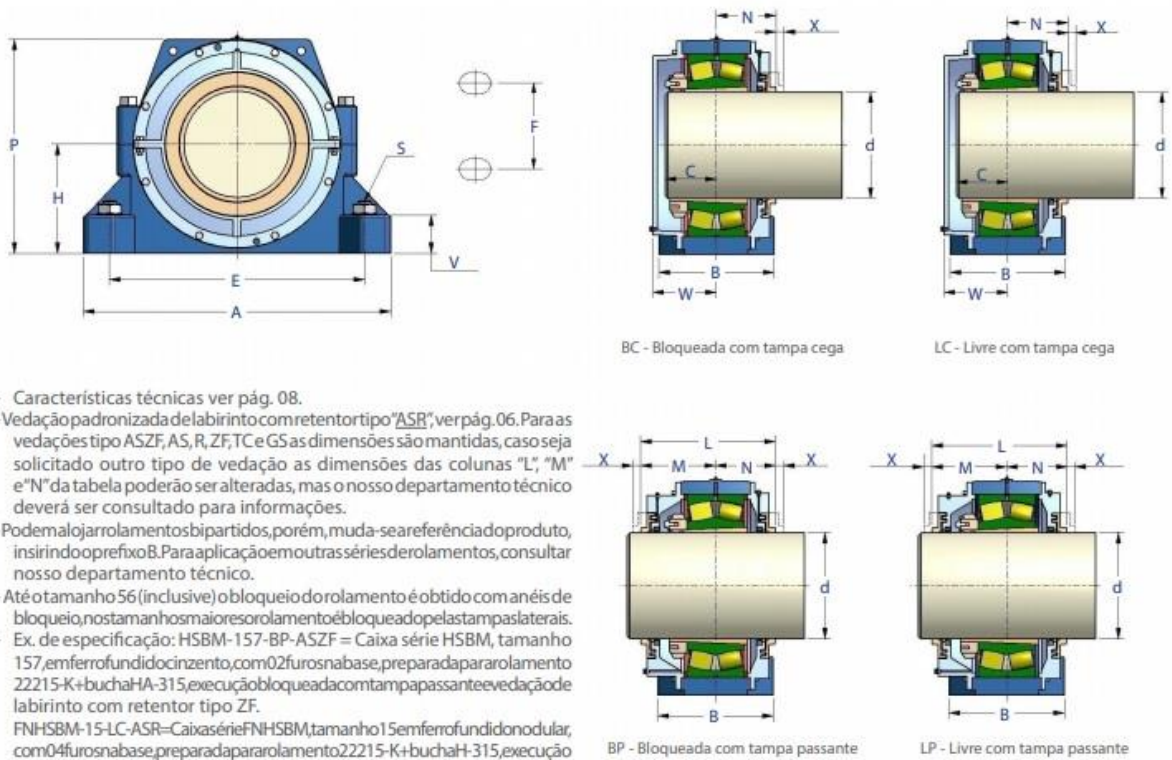 P
H
E
A
V
S
F
N
X
C
d
B
W
BC - Bloqueada com tampa cega
N
X
C
d
B
W
LC - Livre com tampa cega
Características técnicas ver pág. 08.
Vedação padronizada de labirinto com retentor tipo "ASR", ver pág. 06. Para as
vedações tipo ASZF, AS, R, ZF, TC e GS as dimensões são mantidas, caso seja
solicitado outro tipo de vedação as dimensões das colunas "L", "M"
e "N" da tabela poderão ser alteradas, mas o nosso departamento técnico
deverá ser consultado para informações.
Podem alojar rolamentos bipartidos, porém, muda-se a referência do produto,
insirindo o prefixo B. Para aplicação em outras séries de rolamentos, consultar
nosso departamento técnico.
Até o tamanho 56 (inclusive) o bloqueio do rolamento é obtido com anéis de
bloqueio, nos tamanhos maiores o rolamento é bloqueado pelas tampas laterais.
Ex. de especificação: HSBM-157-BP-ASZF = Caixa série HSBM, tamanho
157, em ferro fundido cinzento, com 02 furos na base, preparada para rolamento
22215-K + bucha HA-315, execução bloqueada com tampa passante e vedação de
labirinto com retentor tipo ZF.
FNHSBM-15-LC-ASR = Caixa série FNHSBM, tamanho 15 em ferro fundido nodular,
com 04 furos na base, preparada para rolamento 22215-K + bucha H-315, execução
L
X
M
N
X
d
B
BP - Bloqueada com tampa passante
L
X
M
N
X
d
B
LP - Livre com tampa passante